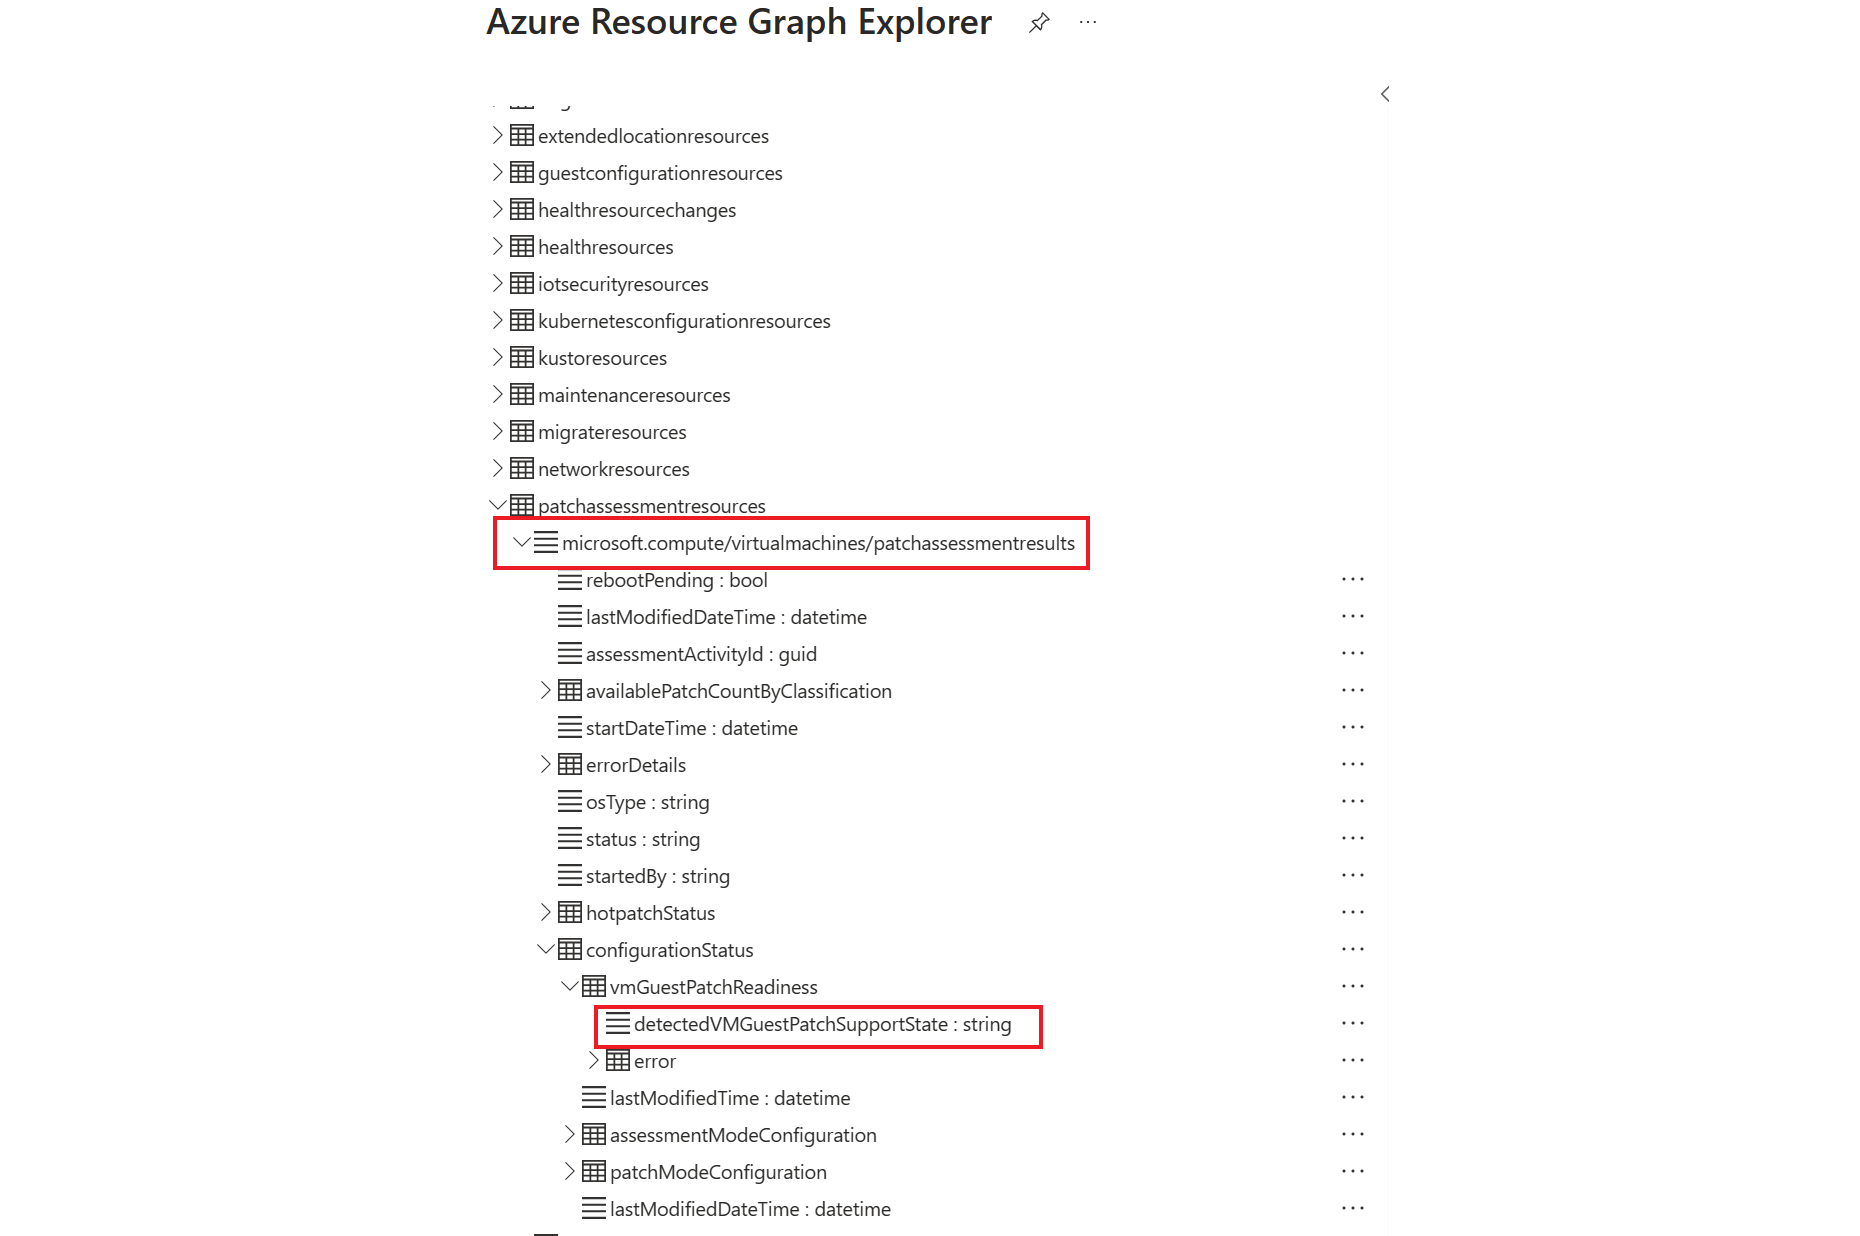 Azure Resource Graph Explorer
extendedlocationresources
guestconfigurationresources
healthresourcechanges
healthresources
iotsecurityresources
kubernetesconfigurationresources
kustoresources
maintenanceresources
migrateresources
networkresources
patchassessmentresources
microsoft.compute/virtualmachines/patchassessmentresults
rebootPending : bool
lastModifiedDateTime : datetime
assessmentActivityId : guid
availablePatchCountByClassification
startDateTime : datetime
errorDetails
osType : string
status : string
startedBy : string
hotpatchStatus
configurationStatus
vmGuestPatchReadiness
detectedVMGuestPatchSupportState : string
error
lastModifiedTime : datetime
assessmentModeConfiguration
patchModeConfiguration
lastModifiedDateTime : datetime